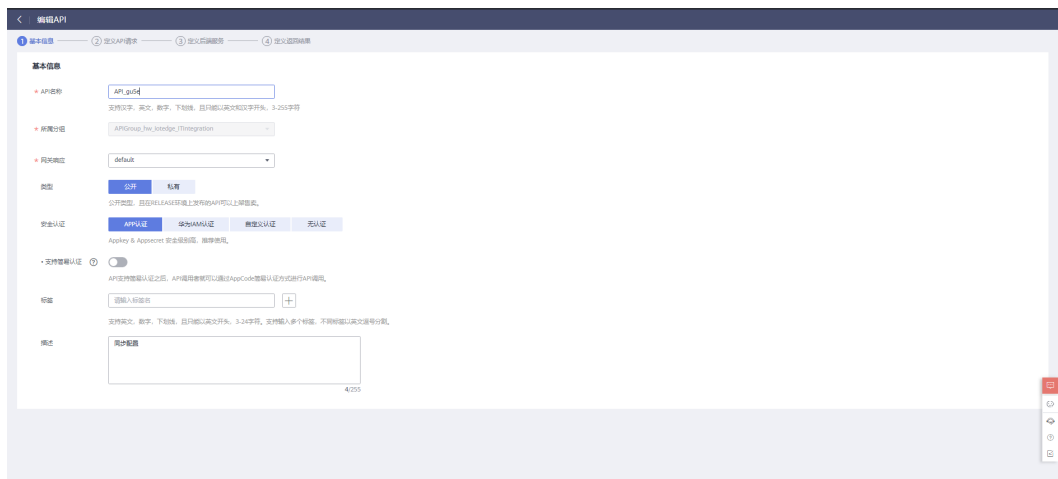 编辑API
1 基本信息 2 定义API请求 3 定义后端服务 4 定义返回结果
基本信息
* API名称 API_gu5e
支持汉字、英文、数字、下划线，且只能以英文和汉字开头，3-255字符
* 所属分组 APIGroup_hw_iotedge_ITIntegration
* 网关响应 default
类型 公开 私有
公开类型，且在RELEASE环境上发布的API可以上架售卖。
安全认证 APP认证 华为IAM认证 自定义认证 无认证
Appkey & Appsecret 安全级别高，推荐使用。
• 支持简易认证 ?
API支持简易认证之后，API调用者就可以通过AppCode简易认证方式进行API调用。
标签 请输入标签名
支持英文，数字，下划线，且只能以英文开头，3-24字符。支持输入多个标签，不同标签以英文逗号分割。
描述 同步配置
4/255